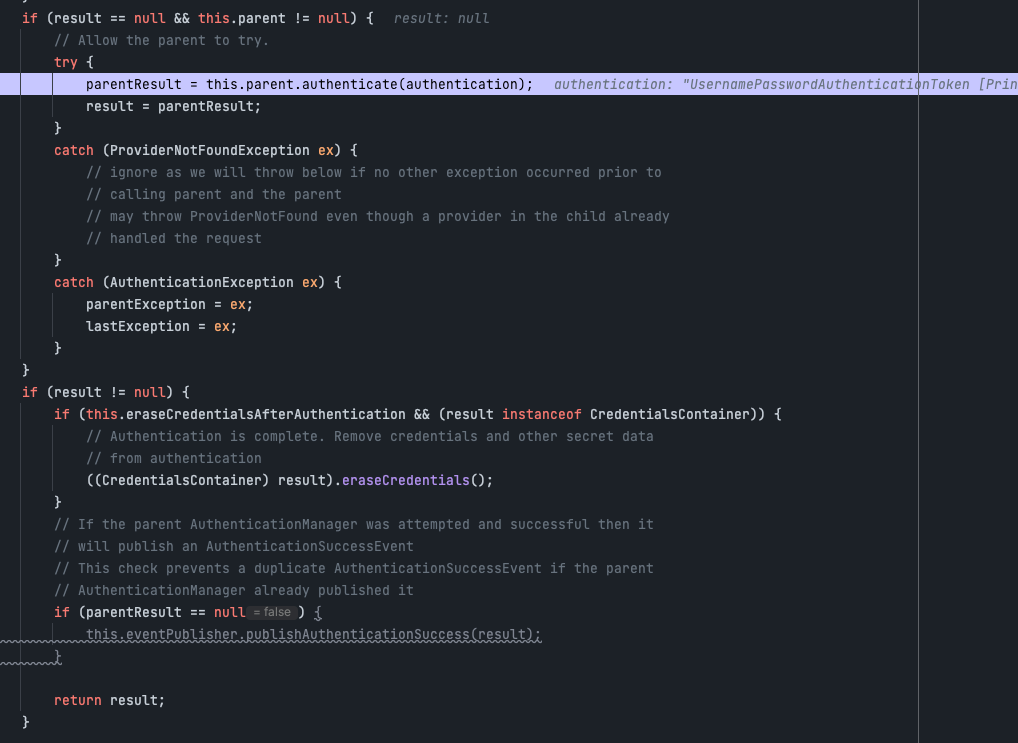 if (result == null && this.parent != null) {  result: null
    // Allow the parent to try.
    try {
        parentResult = this.parent.authenticate(authentication);  authentication: "UsernamePasswordAuthenticationToken [Prin
        result = parentResult;
    }
    catch (ProviderNotFoundException ex) {
        // ignore as we will throw below if no other exception occurred prior to
        // calling parent and the parent
        // may throw ProviderNotFound even though a provider in the child already
        // handled the request
    }
    catch (AuthenticationException ex) {
        parentException = ex;
        lastException = ex;
    }
}
if (result != null) {
    if (this.eraseCredentialsAfterAuthentication && (result instanceof CredentialsContainer)) {
        // Authentication is complete. Remove credentials and other secret data
        // from authentication
        ((CredentialsContainer) result).eraseCredentials();
    }
    // If the parent AuthenticationManager was attempted and successful then it
    // will publish an AuthenticationSuccessEvent
    // This check prevents a duplicate AuthenticationSuccessEvent if the parent
    // AuthenticationManager already published it
    if (parentResult == null = false ) {
        this.eventPublisher.publishAuthenticationSuccess(result);
    }
    return result;
}